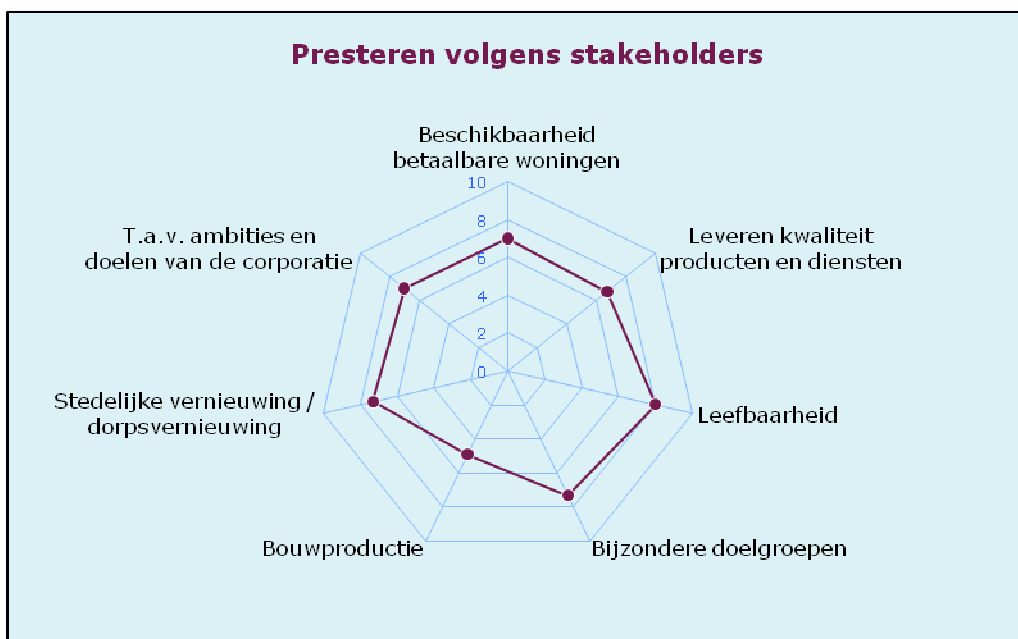 Presteren volgens stakeholders
Beschikbaarheid
betaalbare woningen
10
8
6
4
2
0
T.a.v. ambities en
doelen van de corporatie
Leveren kwaliteit
producten en diensten
Stedelijke vernieuwing /
dorpsvernieuwing
Leefbaarheid
Bouwproductie
Bijzondere doelgroepen